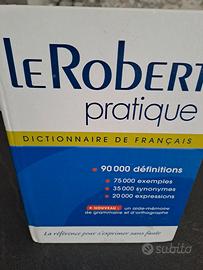 LE ROBERT
pratique
DICTIONNAIRE DE FRANÇAIS
• 90 000 définitions
• 75 000 exemples
• 35 000 synonymes
• 20 000 expressions
NOUVEAU : un aide-mémoire
de grammaire et d'orthographe
La référence pour s'exprimer sans faute
subito